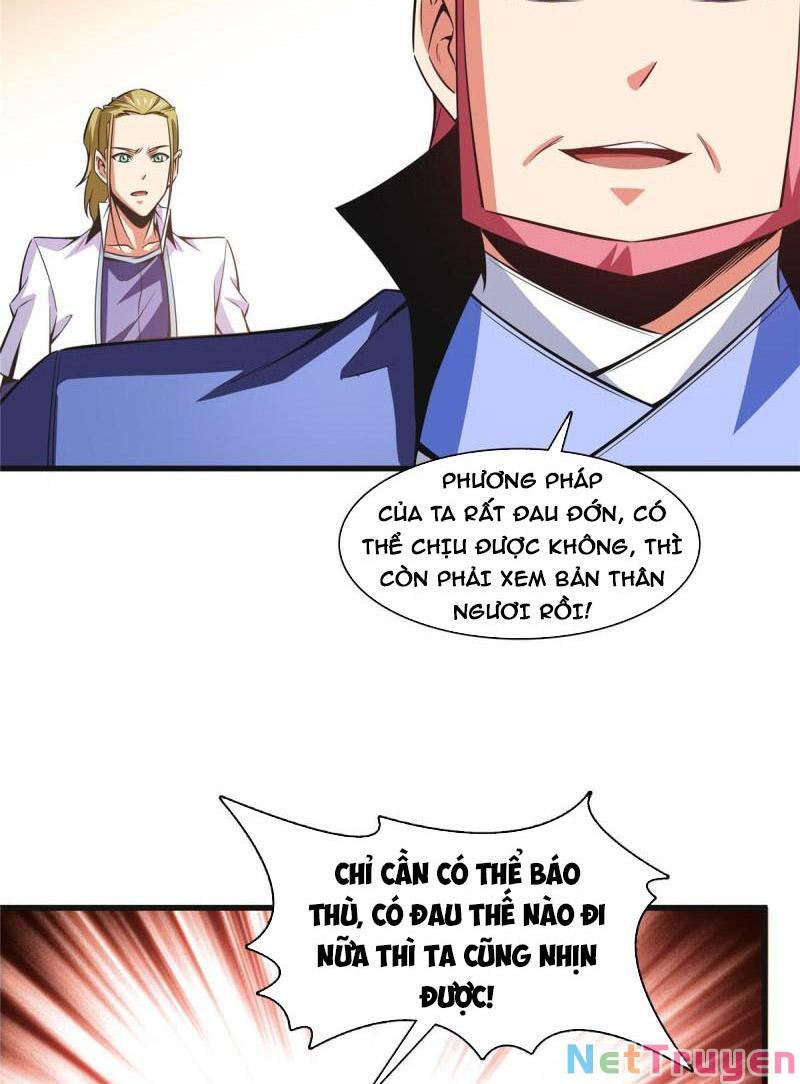 PHƯƠNG PHÁP
CỦA TA RẤT ĐAU ĐỚN, CÓ
THỂ CHỊU ĐƯỢC KHÔNG, THÌ
CÒN PHẢI XEM BẢN THÂN
NGƯƠI RỒI!
CHỈ CẦN CÓ THỂ BÁO
THÙ, CÓ ĐAU THẾ NÀO ĐI
NỮA THÌ TA CŨNG NHỊN
ĐƯỢC!
NetTruyen